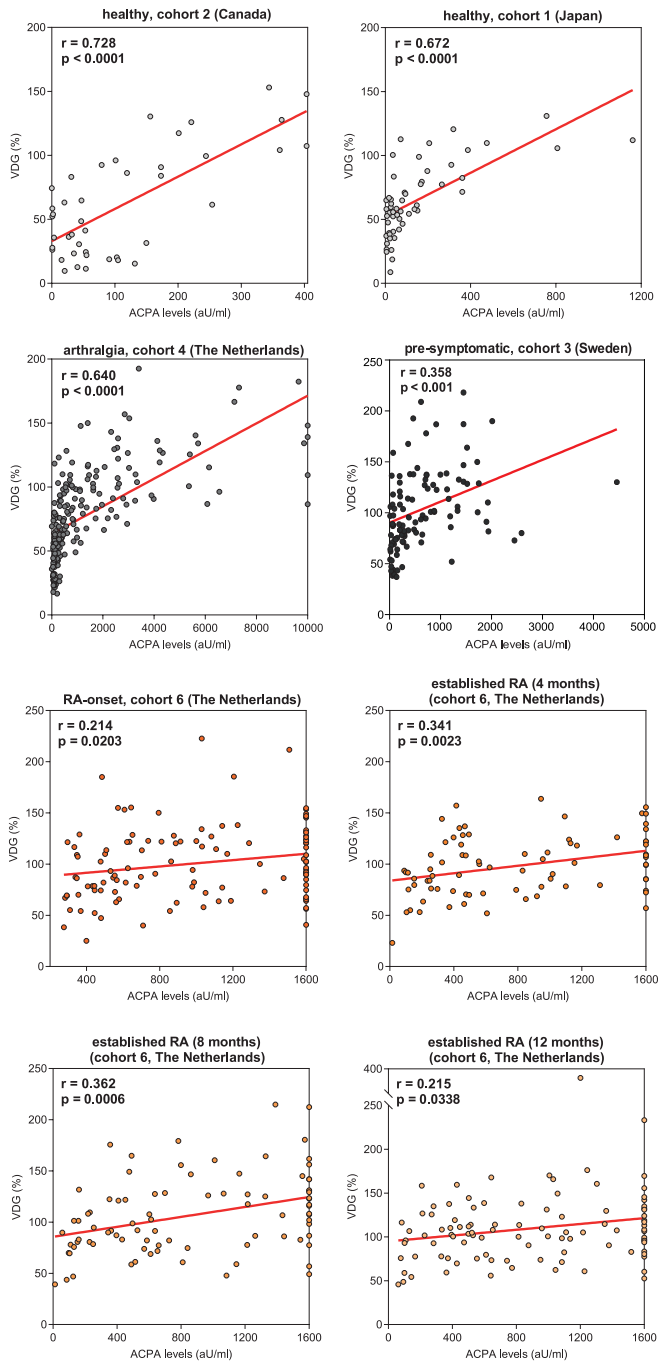 healthy, cohort 2 (Canada)
r = 0.728
p < 0.0001
200
150
100
50
0
VDG (%)
0
100
200
300
400
ACPA levels (aU/ml)
healthy, cohort 1 (Japan)
r = 0.672
p < 0.0001
200
150
100
50
0
VDG (%)
0
400
800
1200
ACPA levels (aU/ml)
arthralgia, cohort 4 (The Netherlands)
r = 0.640
p < 0.0001
200
150
100
50
0
VDG (%)
0
2000
4000
6000
8000
10000
ACPA levels (aU/ml)
pre-symptomatic, cohort 3 (Sweden)
r = 0.358
p < 0.001
250
200
150
100
50
0
VDG (%)
0
1000
2000
3000
4000
5000
ACPA levels (aU/ml)
RA-onset, cohort 6 (The Netherlands)
r = 0.214
p = 0.0203
250
200
150
100
50
0
VDG (%)
400
800
1200
1600
ACPA levels (aU/ml)
established RA (4 months)
(cohort 6, The Netherlands)
r = 0.341
p = 0.0023
250
200
150
100
50
0
VDG (%)
0
400
800
1200
1600
ACPA levels (aU/ml)
established RA (8 months)
(cohort 6, The Netherlands)
r = 0.362
p = 0.0006
250
200
150
100
50
0
VDG (%)
0
400
800
1200
1600
ACPA levels (aU/ml)
established RA (12 months)
(cohort 6, The Netherlands)
r = 0.215
p = 0.0338
400
250
200
150
100
50
0
VDG (%)
0
400
800
1200
1600
ACPA levels (aU/ml)